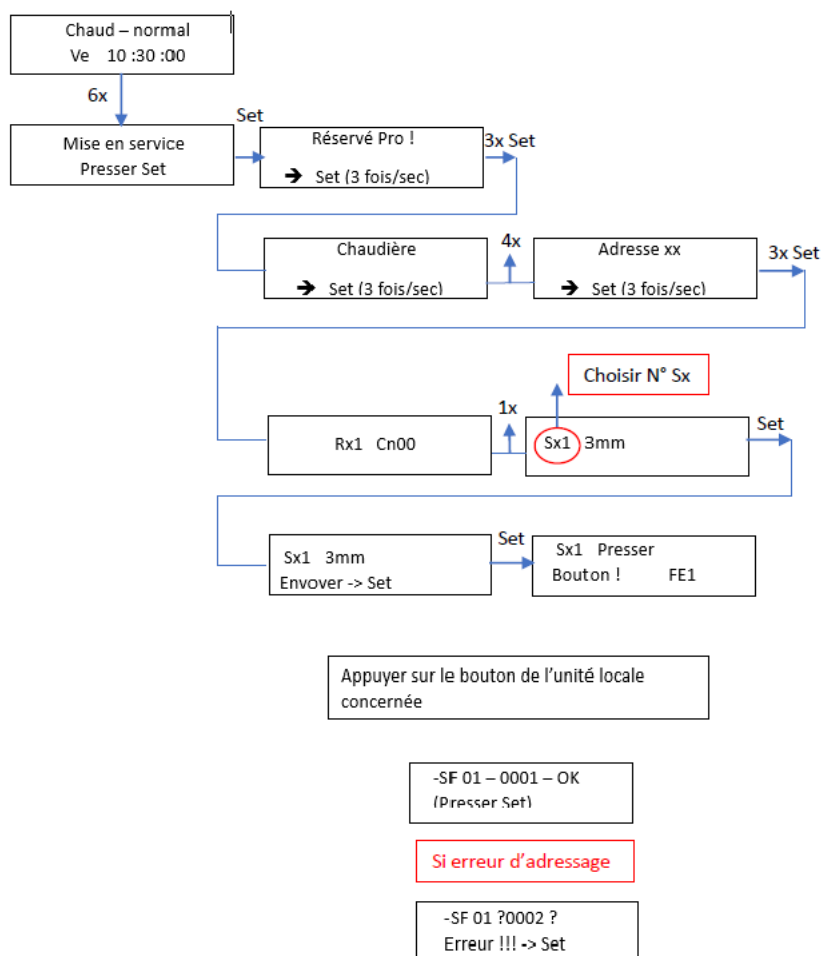 Chaud – normal
Ve 10 :30 :00
6x
Mise en service
Presser Set
Set
Réservé Pro !
➔ Set (3 fois/sec)
3x Set
Chaudière
➔ Set (3 fois/sec)
4x
Adresse xx
➔ Set (3 fois/sec)
3x Set
Choisir N° Sx
Rx1 Cn00
1x
Sx1 3mm
Set
Sx1 3mm
Envoyer -> Set
Set
Sx1 Presser
Bouton ! FE1
Appuyer sur le bouton de l'unité locale
concernée
-SF 01 – 0001 – OK
(Presser Set)
Si erreur d'adressage
-SF 01 ?0002 ?
Erreur !!! -> Set